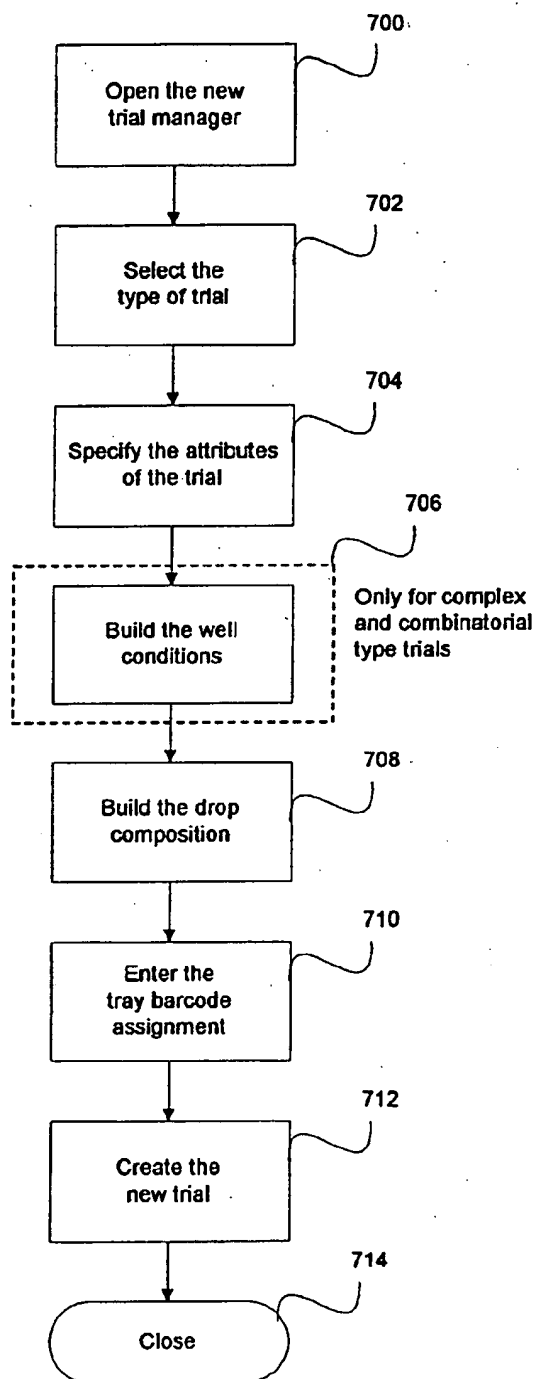 700
Open the new
trial manager
702
Select the
type of trial
704
Specify the attributes
of the trial
706
Build the well
conditions
Only for complex
and combinatorial
type trials
708
Build the drop
composition
710
Enter the
tray barcode
assignment
712
Create the
new trial
714
Close